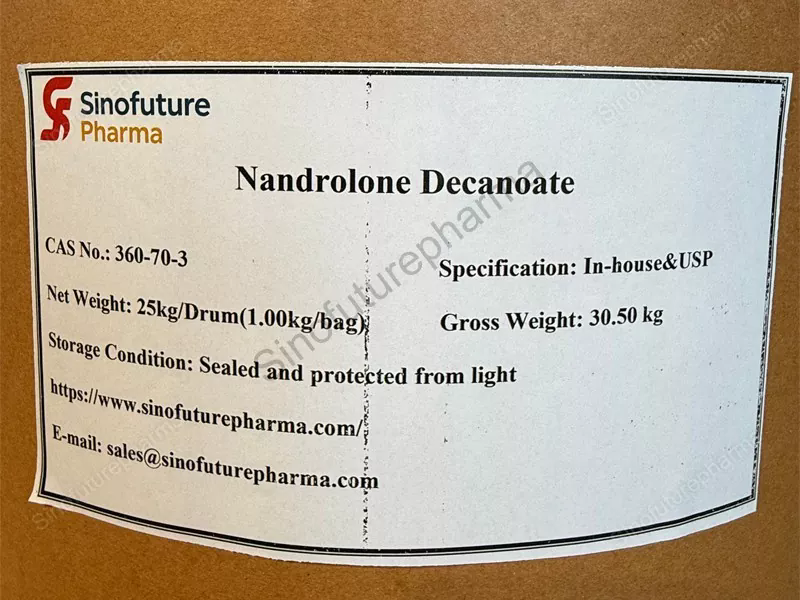 Sinofuture
Pharma
Nandrolone Decanoate
CAS No.: 360-70-3
Specification: In-house&USP
Net Weight: 25kg/Drum(1.00kg/bag)
Gross Weight: 30.50 kg
Storage Condition: Sealed and protected from light
https://www.sinofuturepharma.com/
E-mail: sales@sinofuturepharma.com
Sinofuturepharma